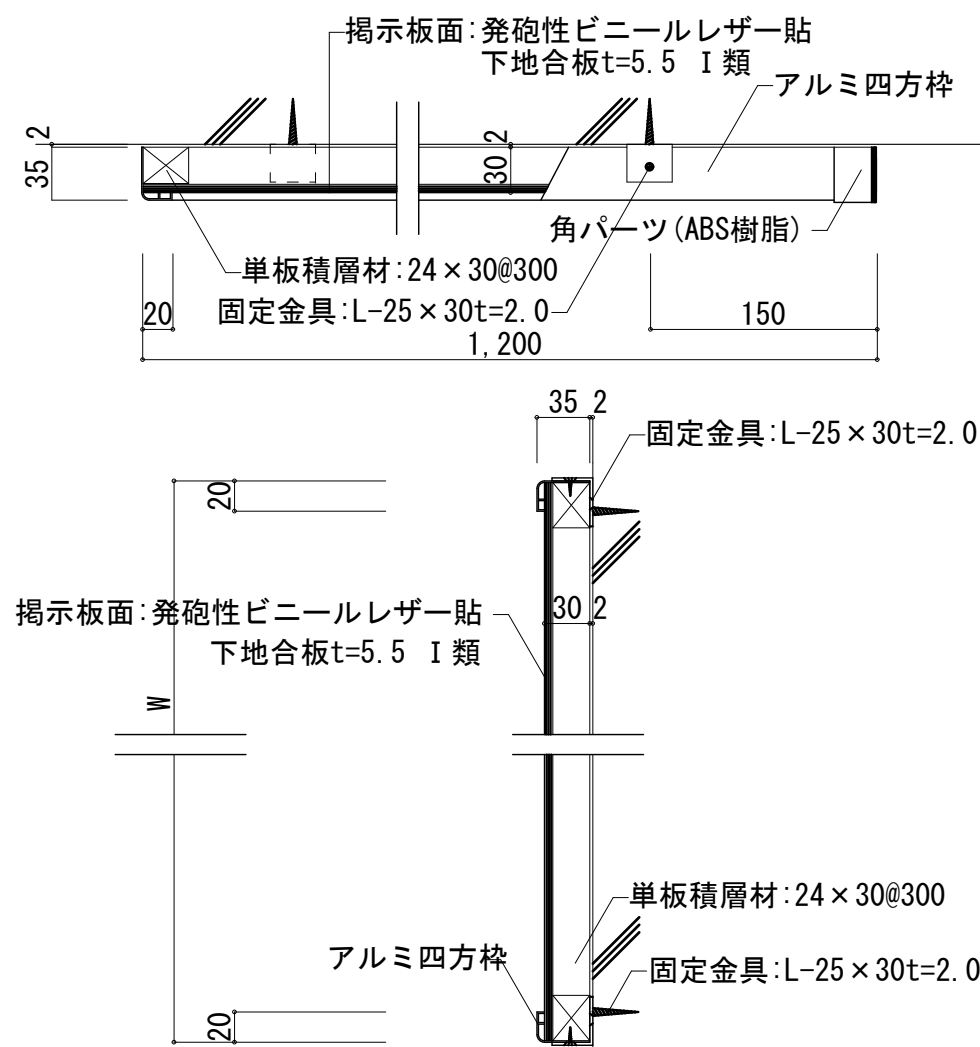 掲示板面:発砲性ビニールレザー貼
下地合板t=5.5 Ⅰ類
アルミ四方枠
2
35
2
30
角パーツ(ABS樹脂)
単板積層材:24×30@300
固定金具:L-25×30t=2.0
20
150
1,200
35 2
固定金具:L-25×30t=2.0
20
掲示板面:発砲性ビニールレザー貼
30 2
下地合板t=5.5 Ⅰ類
W
単板積層材:24×30@300
アルミ四方枠
固定金具:L-25×30t=2.0
20